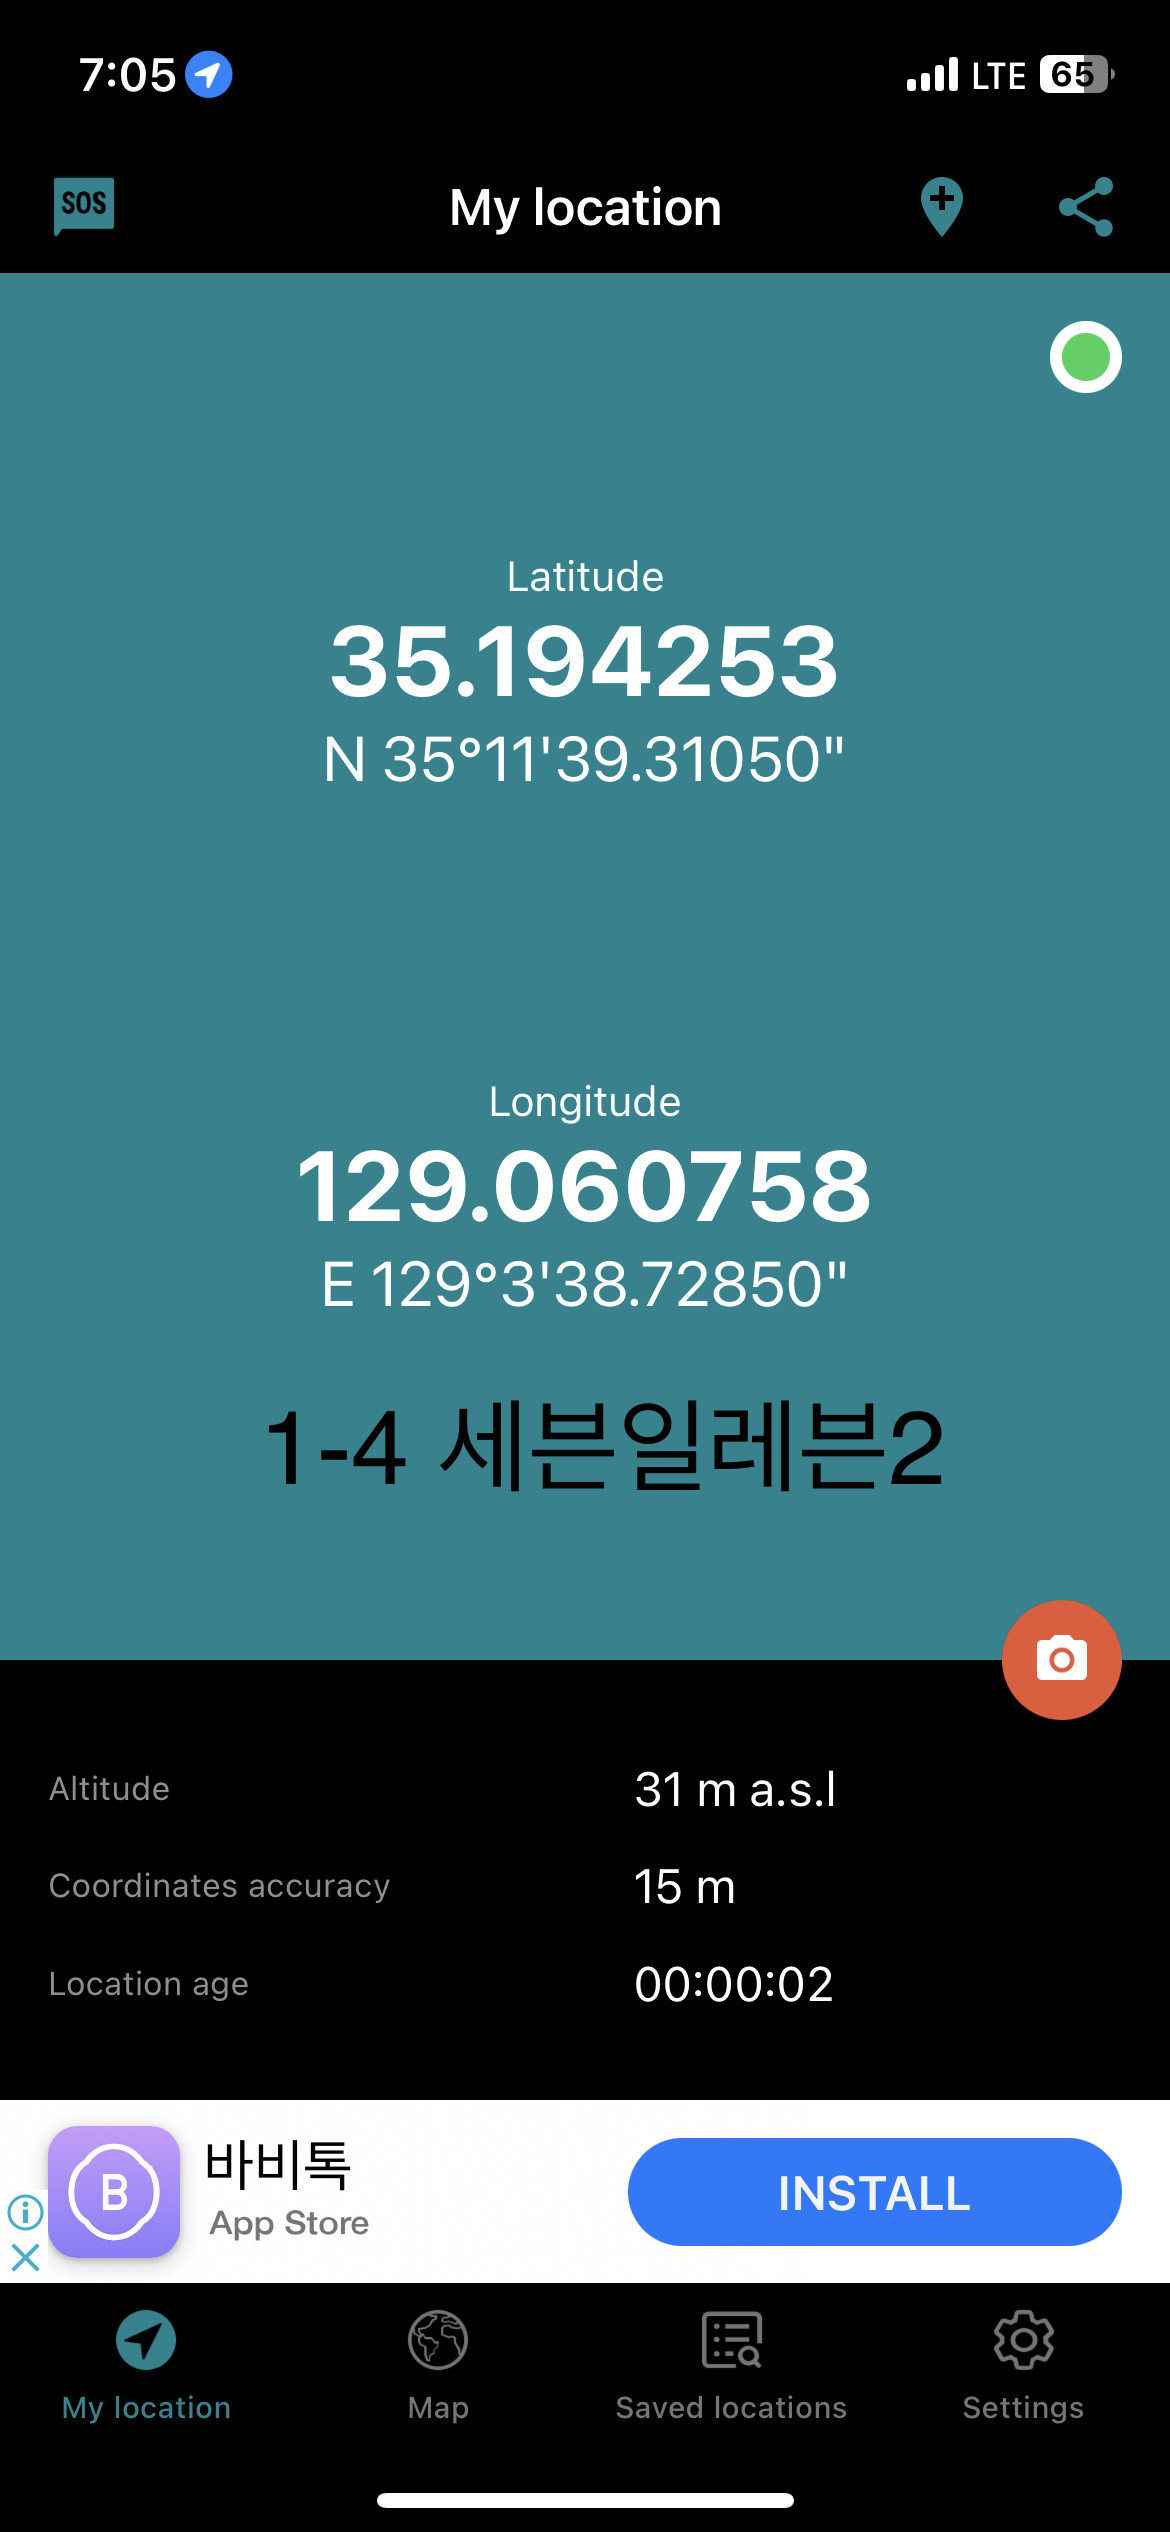 7:05 LTE 65
SOS My location
Latitude
35.194253
N 35°11'39.31050"
Longitude
129.060758
E 129°3'38.72850"
1-4 세븐일레븐2
Altitude 31 m a.s.l
Coordinates accuracy 15 m
Location age 00:00:02
B 바비톡 INSTALL
App Store
My location Map Saved locations Settings